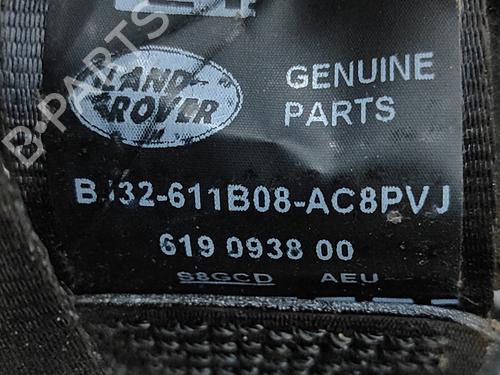 LAND-
ROVER
GENUINE
PARTS
BJ32-611B08-AC8PVJ
619 0938 00
S8GCD AEU
B-PARTS